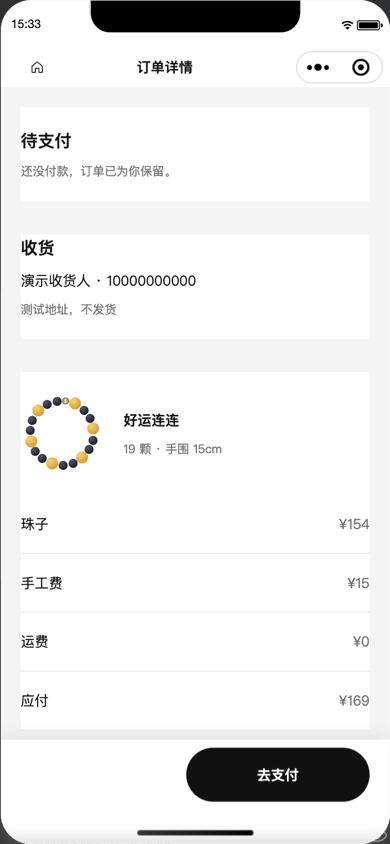 15:33
订单详情
待支付
还没付款，订单已为你保留。
收货
演示收货人 · 10000000000
测试地址，不发货
好运连连
19 颗 · 手围 15cm
珠子 ¥154
手工费 ¥15
运费 ¥0
应付 ¥169
去支付